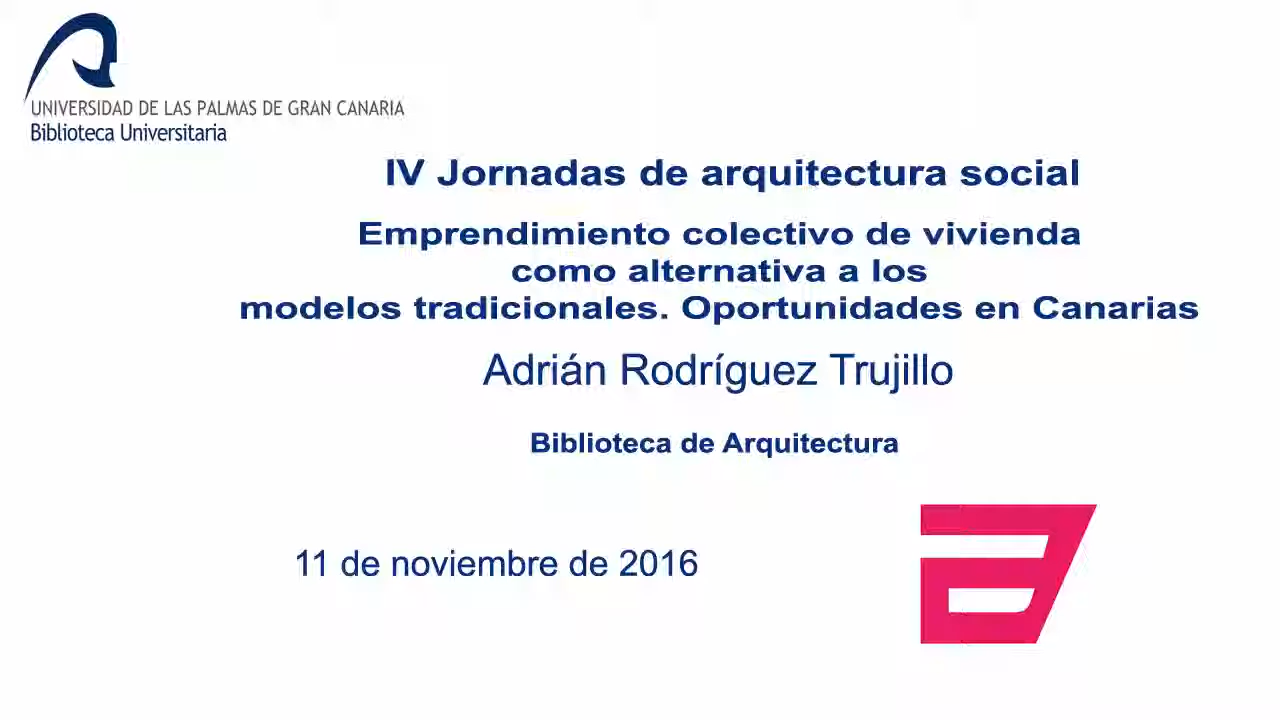 UNIVERSIDAD DE LAS PALMAS DE GRAN CANARIA
Biblioteca Universitaria
IV Jornadas de arquitectura social
Emprendimiento colectivo de vivienda
como alternativa a los
modelos tradicionales. Oportunidades en Canarias
Adrián Rodríguez Trujillo
Biblioteca de Arquitectura
11 de noviembre de 2016